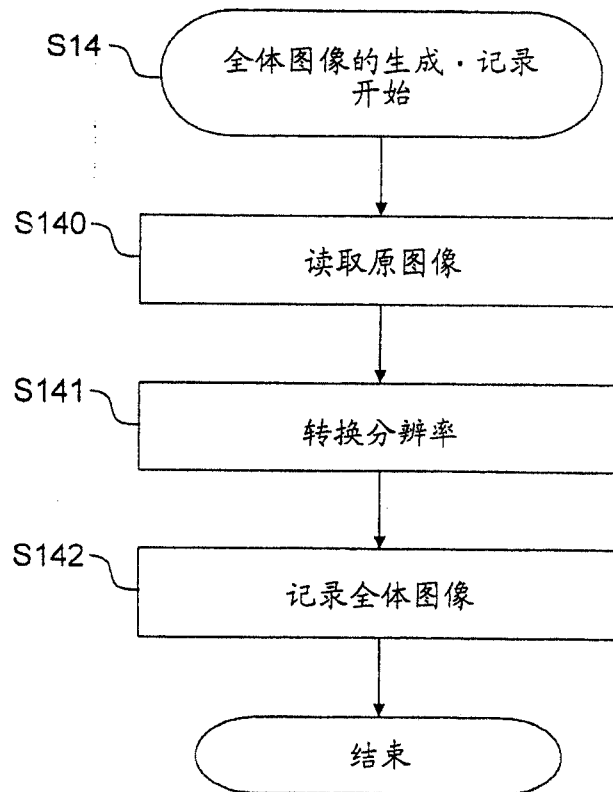 S14
全体图像的生成·记录
开始
S140
读取原图像
S141
转换分辨率
S142
记录全体图像
结束